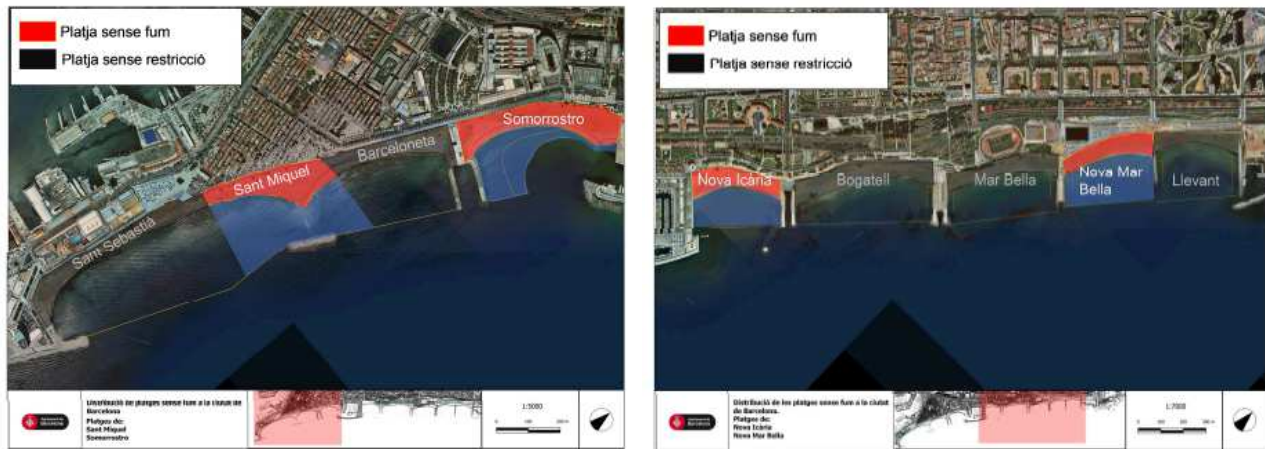 Platja sense fum
Platja sense restricció
Somorrostro
Barceloneta
Sant Miquel
Sant Sebastià
Distribució de platges sense fum a la ciutat de
Barcelona
Platges de:
Sant Miquel
Somorrostro
1:5000
Platja sense fum
Platja sense restricció
Nova Icària
Bogatell
Mar Bella
Nova Mar
Bella
Llevant
Distribució de les platges sense fum a la ciutat
de Barcelona.
Platges de:
Nova Icària
Nova Mar Bella
1:7000